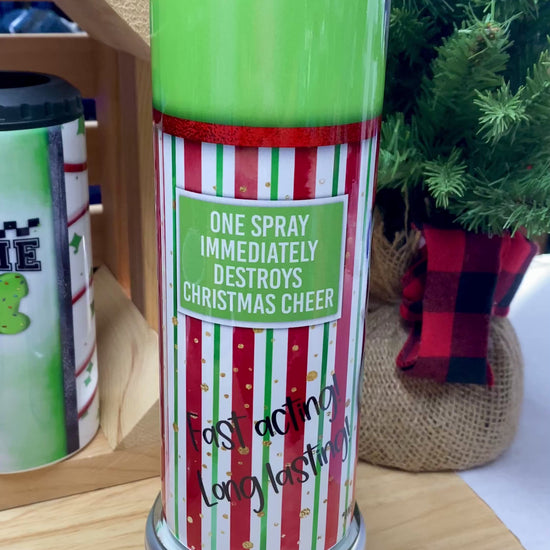 ONE SPRAY
IMMEDIATELY
DESTROYS
CHRISTMAS CHEER
Fast acting!
Long lasting!